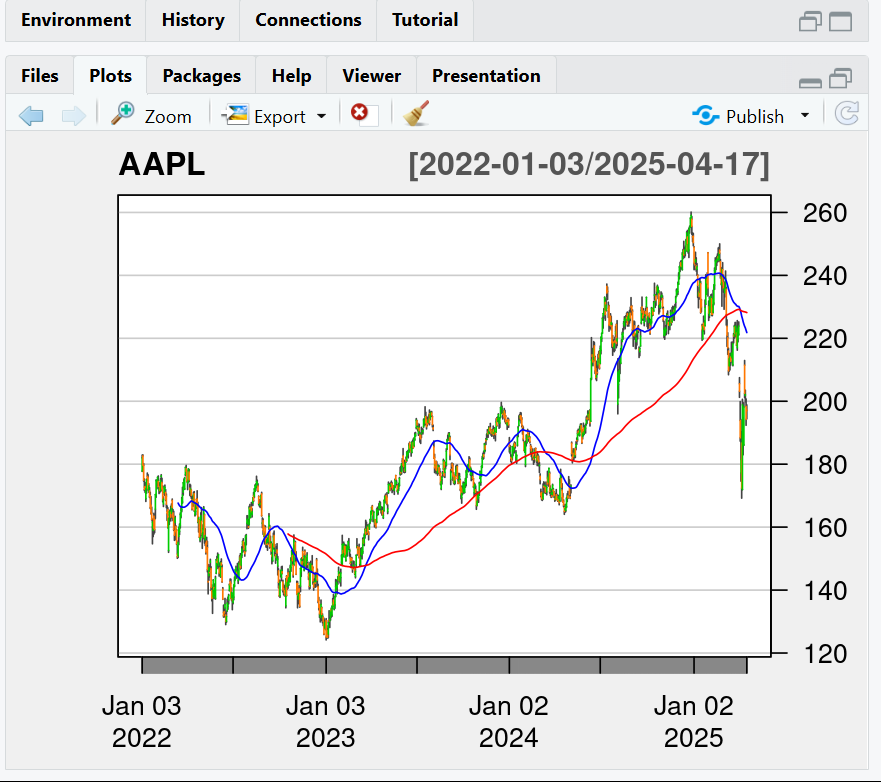 Environment History Connections Tutorial
Files Plots Packages Help Viewer Presentation
Zoom Export Publish
AAPL [2022-01-03/2025-04-17]
260
240
220
200
180
160
140
120
Jan 03 Jan 03 Jan 02 Jan 02
2022 2023 2024 2025